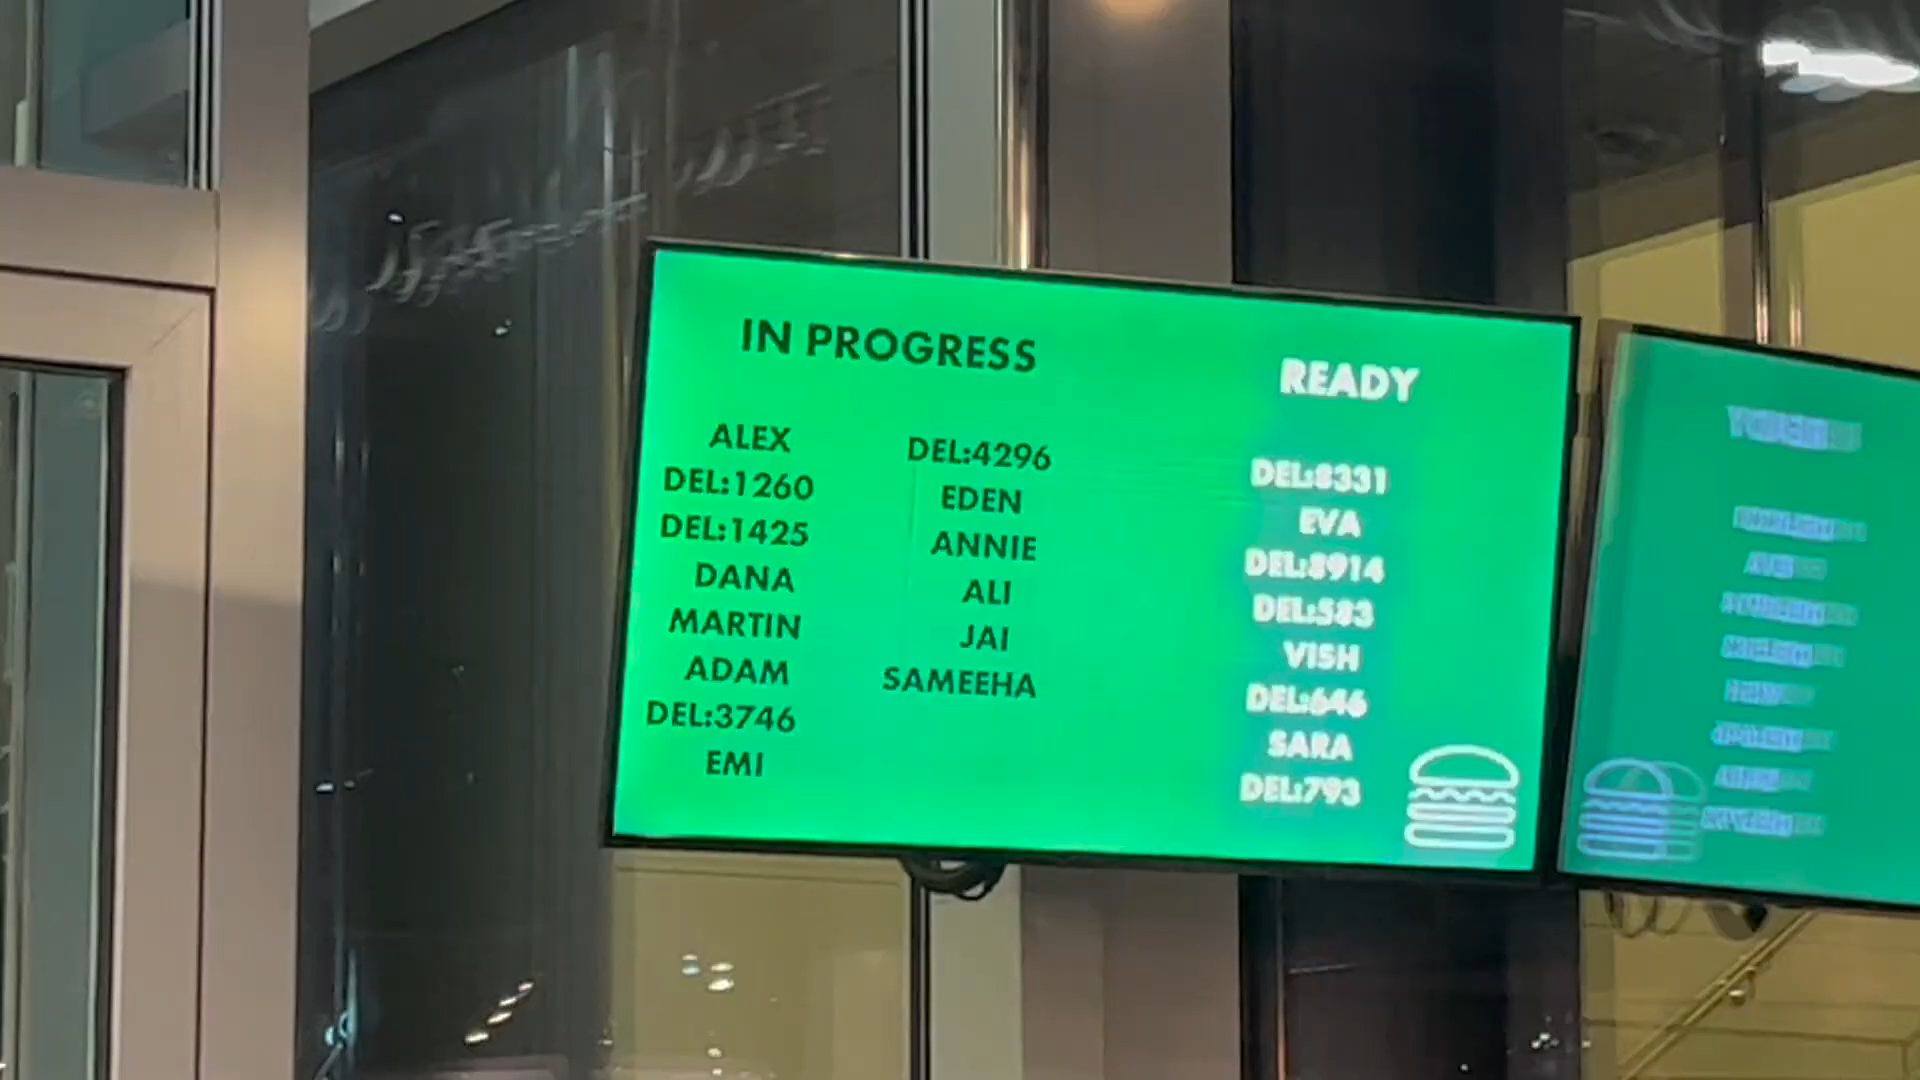 IN PROGRESS
ALEX
DEL:1260
DEL:1425
DANA
MARTIN
ADAM
DEL:3746
EMI
DEL:4296
EDEN
ANNIE
ALI
JAI
SAMEEHA
READY
DEL:8331
EVA
DEL:8914
DEL:583
VISH
DEL:646
SARA
DEL:793